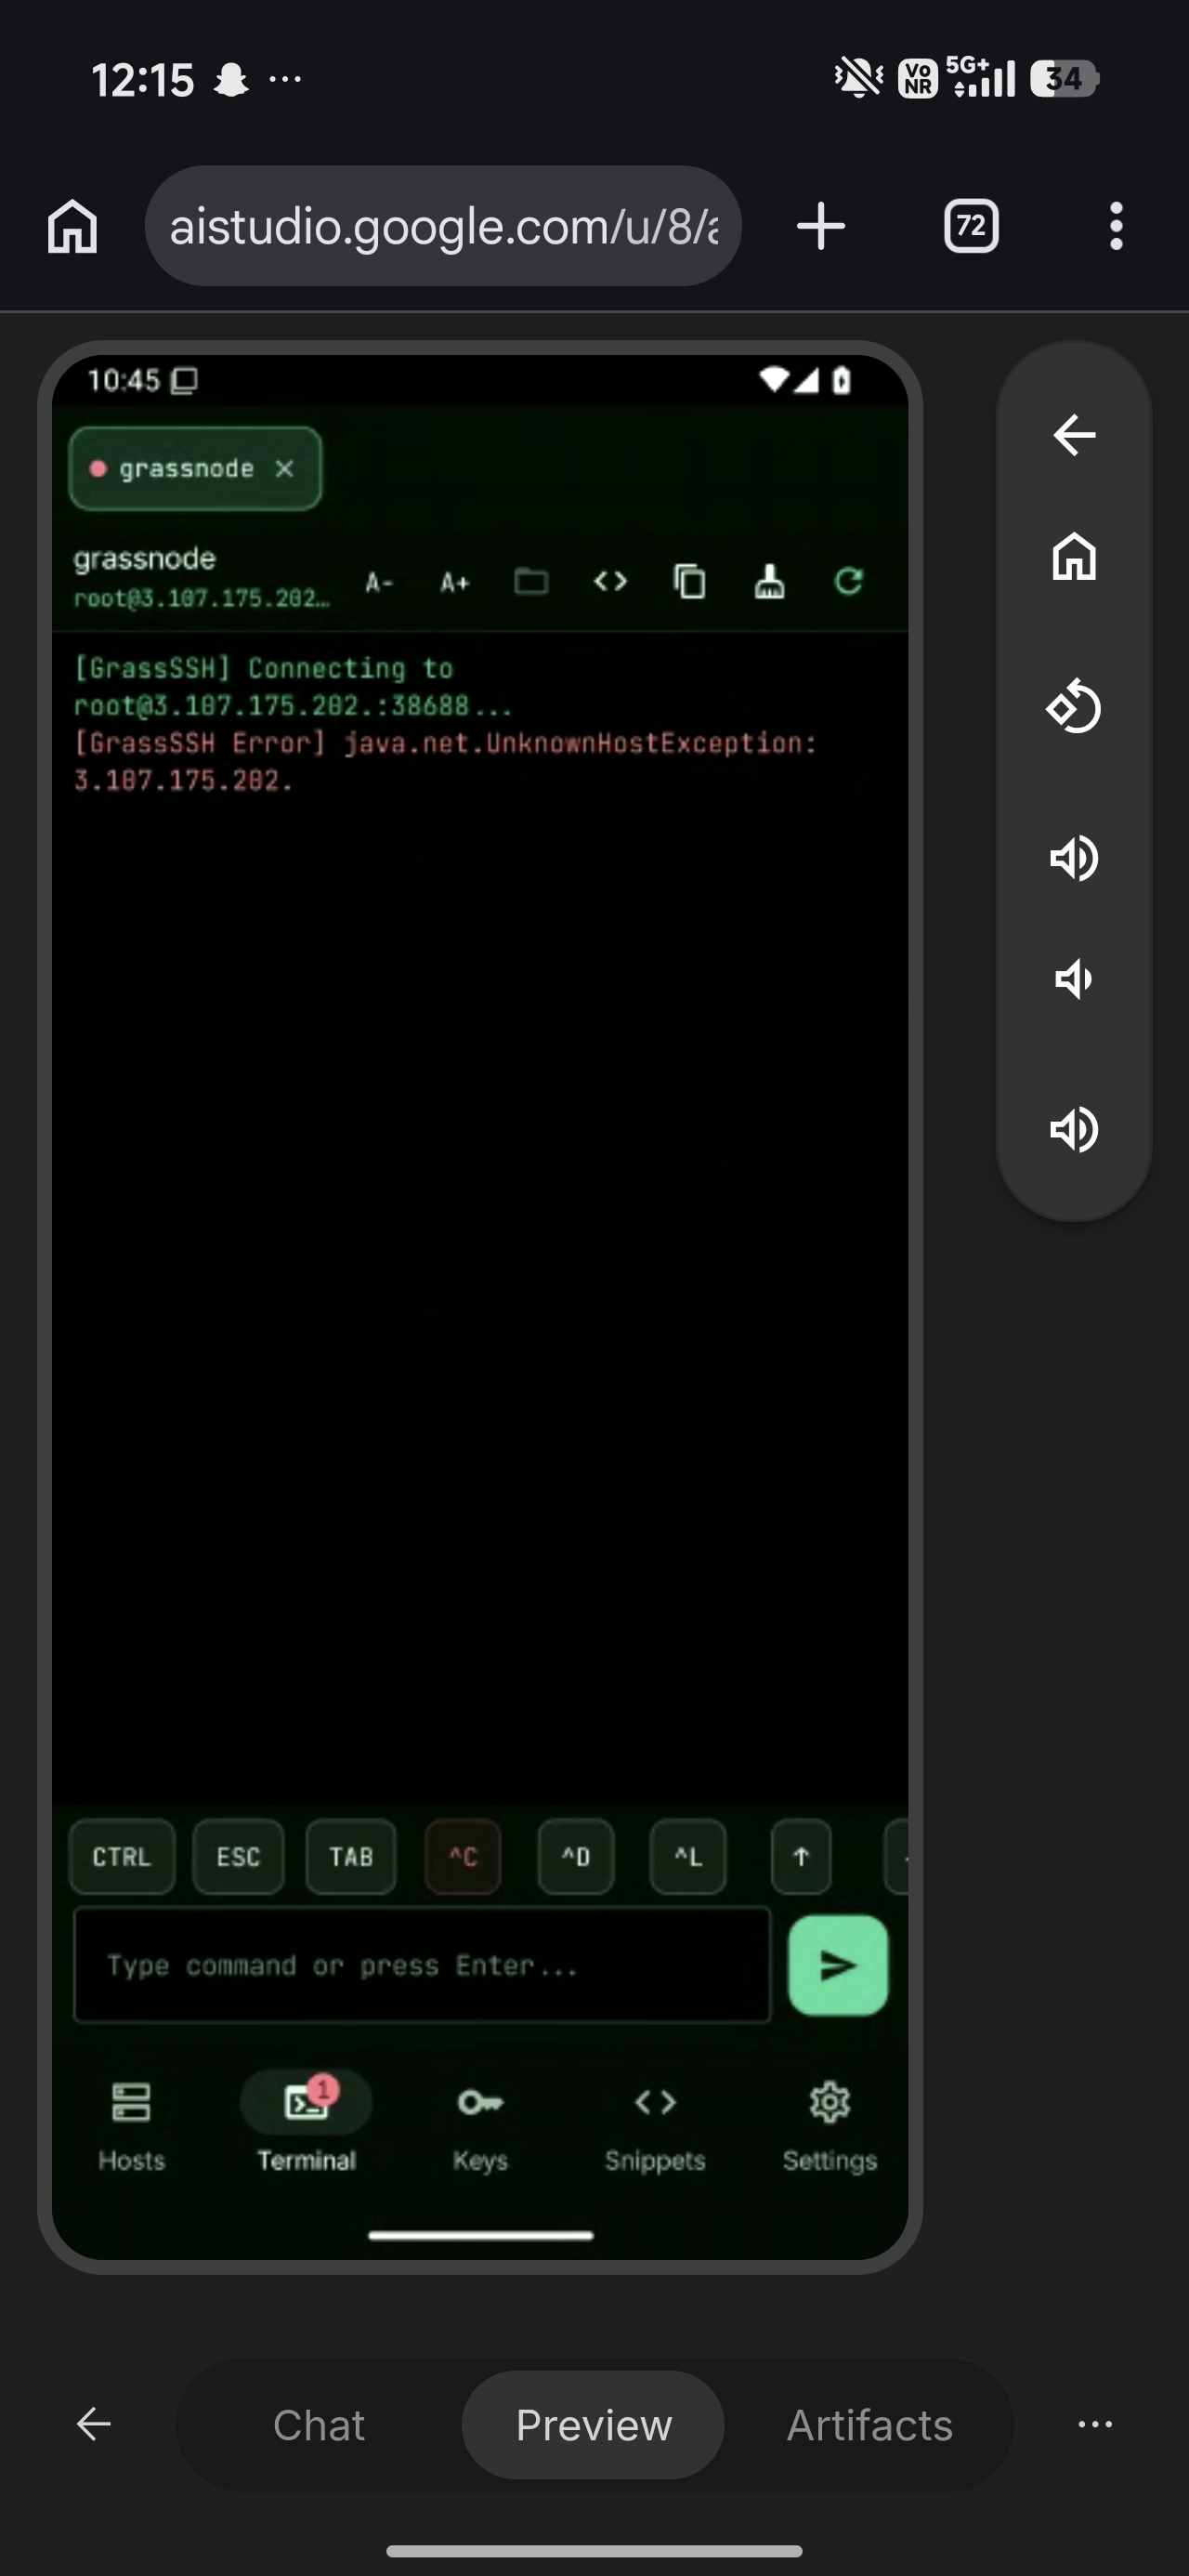 12:15 ...
Vo NR 5G+ 34
aistudio.google.com/u/8/a
72
10:45
grassnode ×
grassnode
root@3.107.175.202…
A- A+ <>
[GrassSSH] Connecting to
root@3.107.175.202.:38688...
[GrassSSH Error] java.net.UnknownHostException:
3.107.175.202.
CTRL ESC TAB ^C ^D ^L ↑
Type command or press Enter...
1
Hosts Terminal Keys Snippets Settings
Chat Preview Artifacts ...